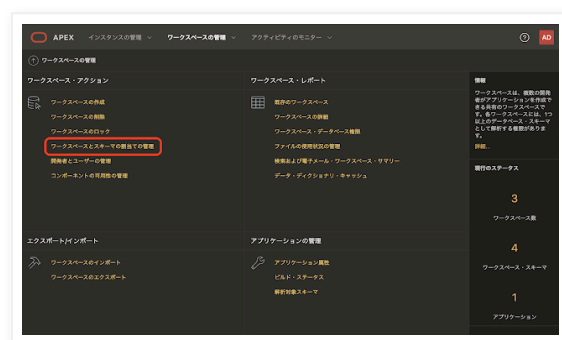 APEX インスタンスの管理 ワークスペースの管理 アクティビティのモニター ? AD
ワークスペースの管理
ワークスペース・アクション
ワークスペースの作成
ワークスペースの削除
ワークスペースのロック
ワークスペースとスキーマの割当ての管理
開発者とユーザーの管理
コンポーネントの可用性の管理
ワークスペース・レポート
既存のワークスペース
ワークスペースの詳細
ワークスペース・データベース権限
ファイルの使用状況の管理
検索および電子メール・ワークスペース・サマリー
データ・ディクショナリ・キャッシュ
情報
ワークスペースは、複数の開発
者がアプリケーションを作成で
きる共有のワークスペースで
す。各ワークスペースには、1つ
以上のデータベース・スキーマ
として解析する権限がありま
す。
詳細...
現行のステータス
3
ワークスペース数
4
ワークスペース・スキーマ
1
アプリケーション
エクスポート/インポート
ワークスペースのインポート
ワークスペースのエクスポート
アプリケーションの管理
アプリケーション属性
ビルド・ステータス
解析対象スキーマ